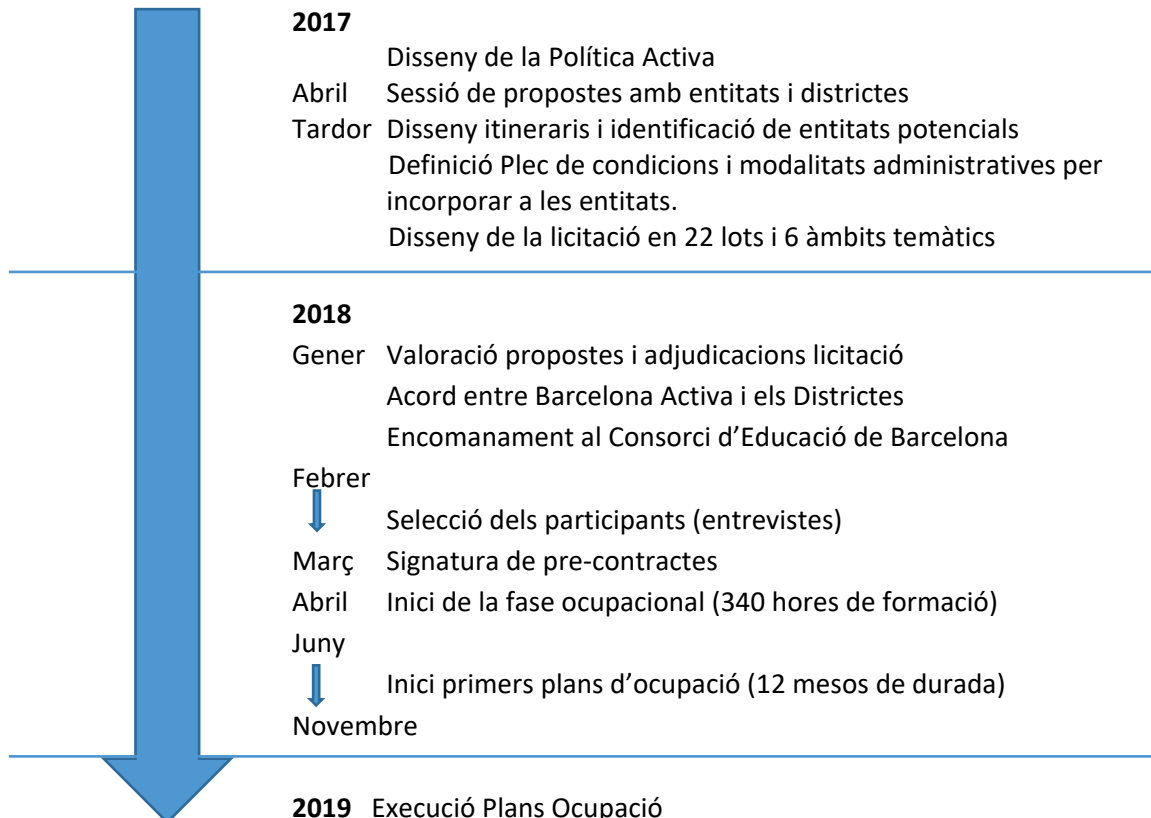 2017
Disseny de la Política Activa
Abril Sessió de propostes amb entitats i districtes
Tardor Disseny itineraris i identificació de entitats potencials
Definició Plec de condicions i modalitats administratives per
incorporar a les entitats.
Disseny de la licitació en 22 lots i 6 àmbits temàtics
2018
Gener Valoració propostes i adjudicacions licitació
Acord entre Barcelona Activa i els Districtes
Encomanament al Consorci d’Educació de Barcelona
Febrer
Selecció dels participants (entrevistes)
Març Signatura de pre-contractes
Abril Inici de la fase ocupacional (340 hores de formació)
Juny
Inici primers plans d’ocupació (12 mesos de durada)
Novembre
2019 Execució Plans Ocupació